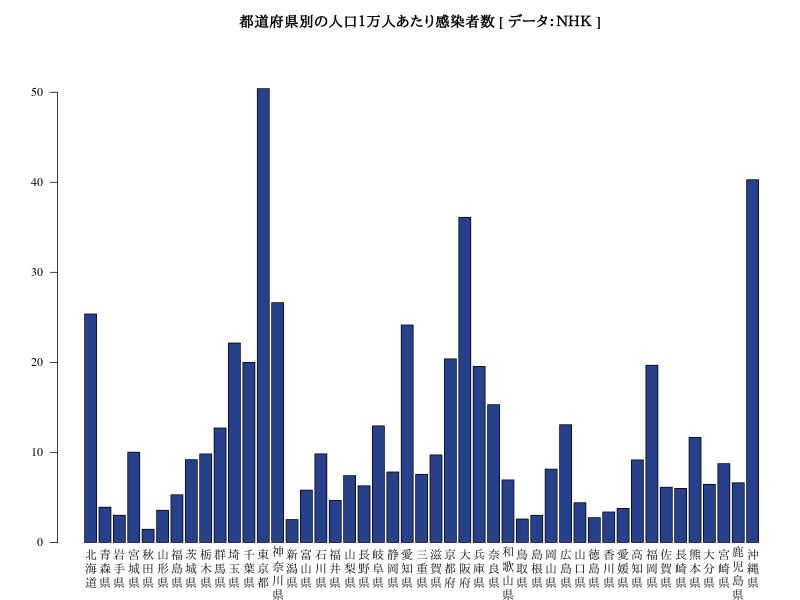 都道府県別の人口1万人あたり感染者数 [ データ：NHK ]
50
40
30
20
10
0
北海道
青森県
岩手県
宮城県
秋田県
山形県
福島県
茨城県
栃木県
群馬県
埼玉県
千葉県
東京都
神奈川県
新潟県
富山県
石川県
福井県
山梨県
長野県
岐阜県
静岡県
愛知県
三重県
滋賀県
京都府
大阪府
兵庫県
奈良県
和歌山県
鳥取県
島根県
岡山県
広島県
山口県
徳島県
香川県
愛媛県
高知県
福岡県
佐賀県
長崎県
熊本県
大分県
宮崎県
鹿児島県
沖縄県